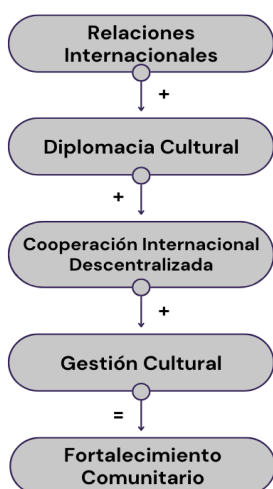 Relaciones
Internacionales
+
Diplomacia Cultural
+
Cooperación Internacional
Descentralizada
+
Gestión Cultural
=
Fortalecimiento
Comunitario